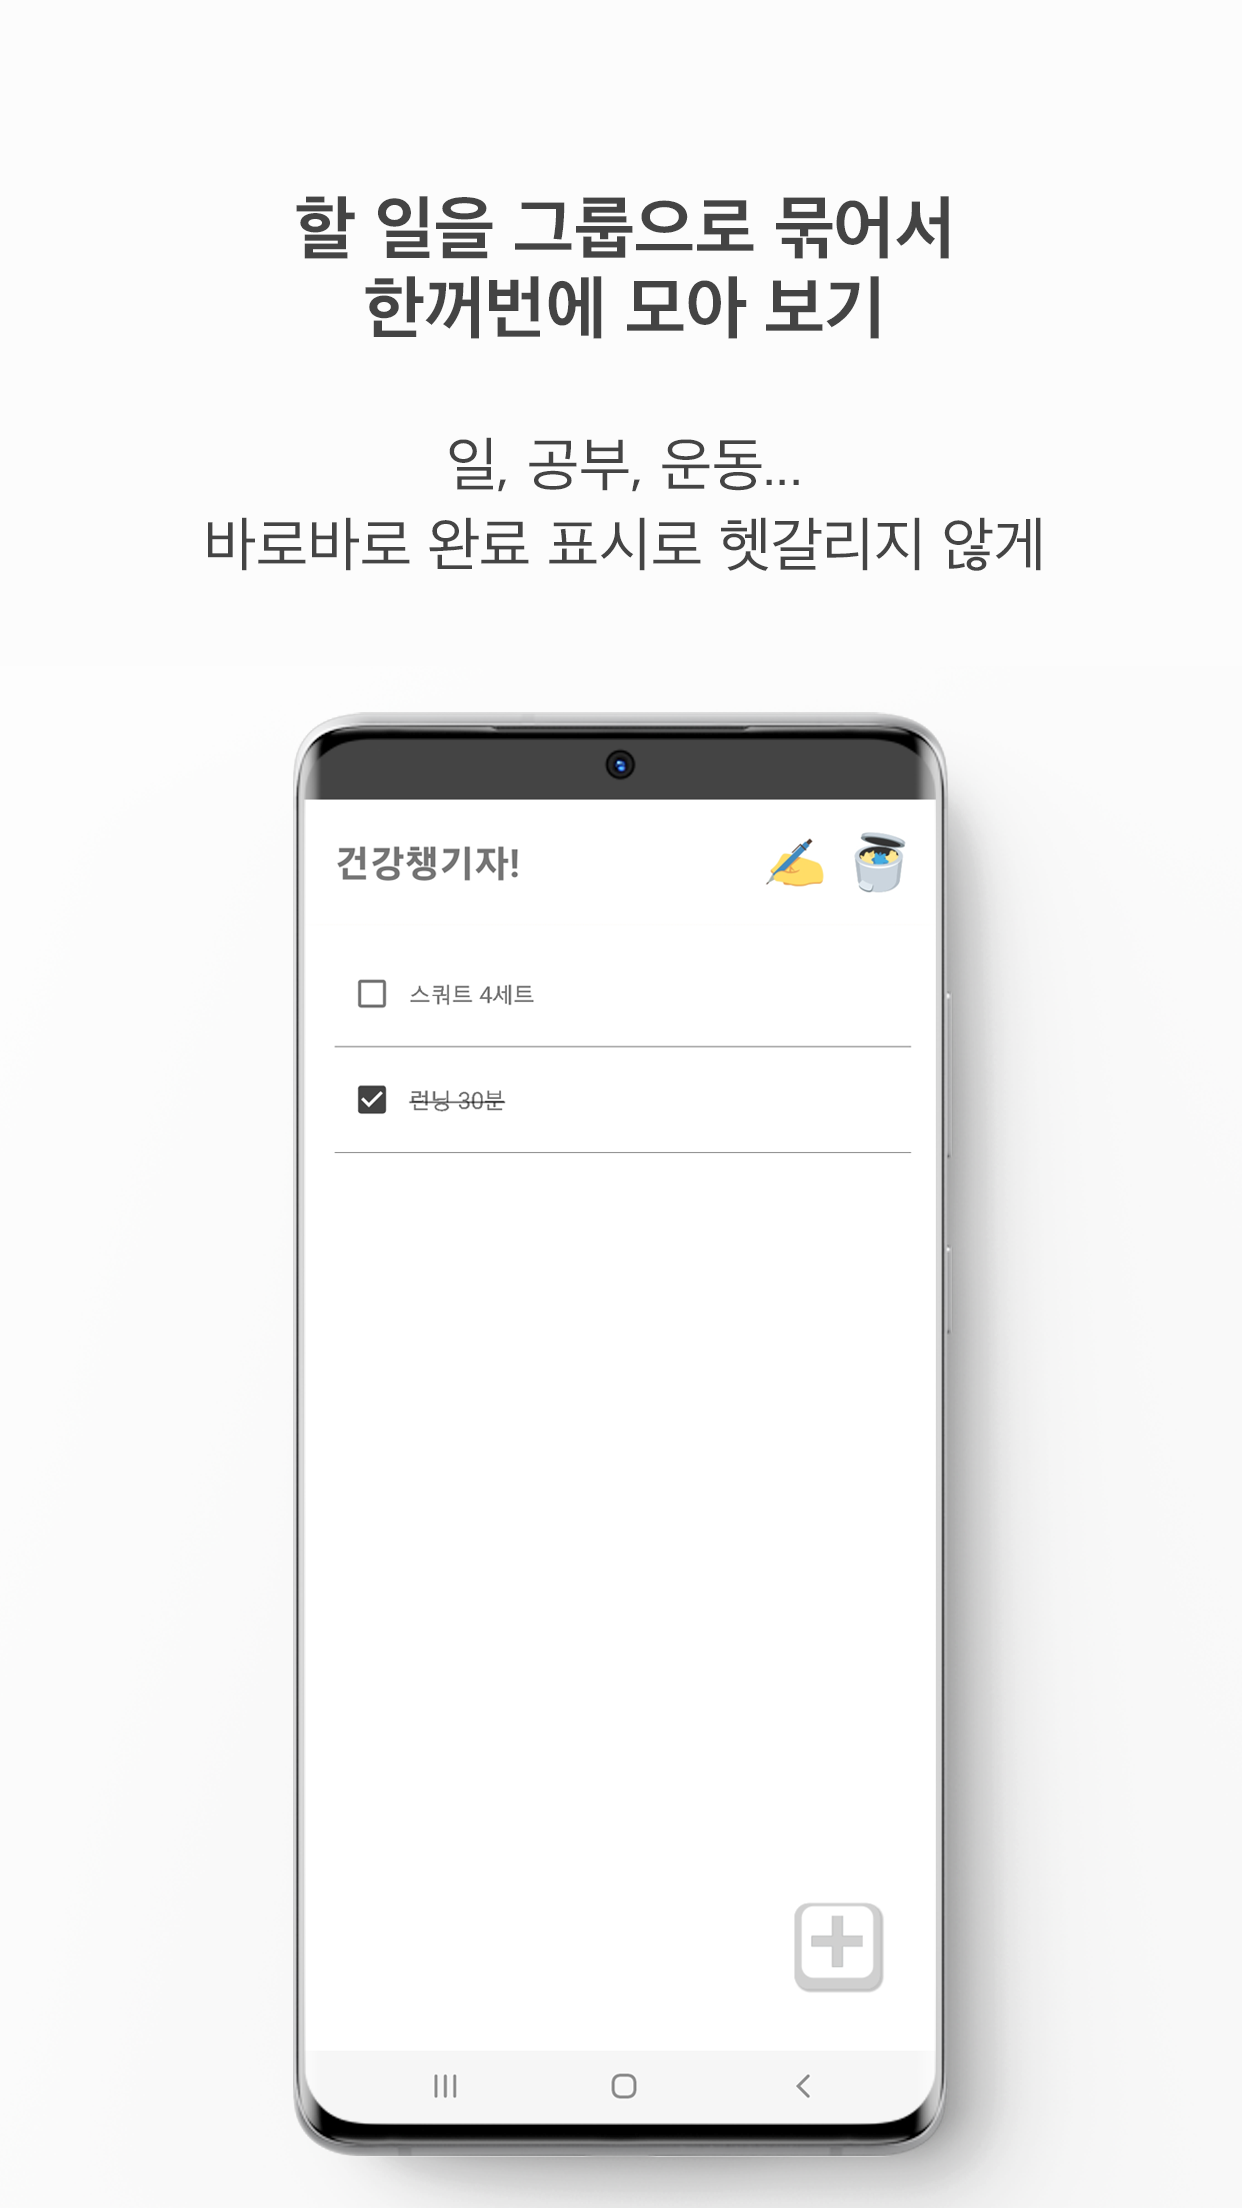 할 일을 그룹으로 묶어서
한꺼번에 모아 보기
일, 공부, 운동...
바로바로 완료 표시로 헷갈리지 않게
건강챙기자!
스쿼트 4세트
런닝 30분